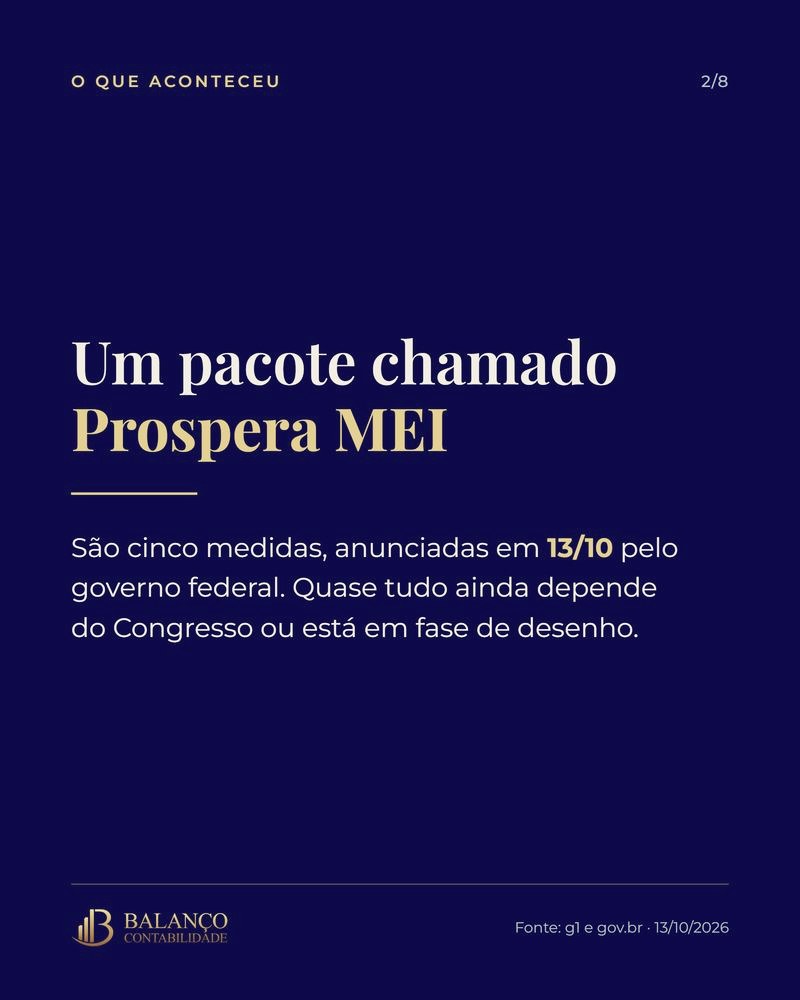 O QUE ACONTECEU
2/8
Um pacote chamado
Prospera MEI
São cinco medidas, anunciadas em 13/10 pelo
governo federal. Quase tudo ainda depende
do Congresso ou está em fase de desenho.
B BALANÇO
CONTABILIDADE
Fonte: g1 e gov.br · 13/10/2026